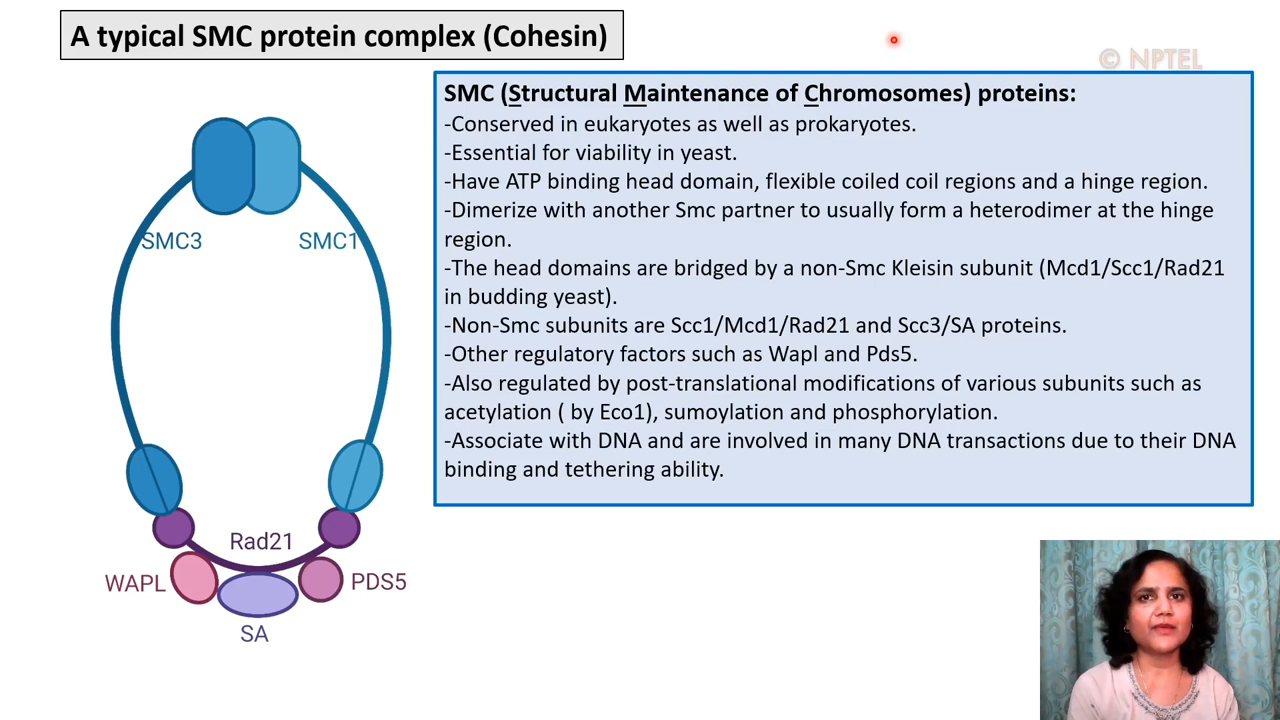 A typical SMC protein complex (Cohesin)
© NPTEL
SMC (Structural Maintenance of Chromosomes) proteins:
-Conserved in eukaryotes as well as prokaryotes.
-Essential for viability in yeast.
-Have ATP binding head domain, flexible coiled coil regions and a hinge region.
-Dimerize with another Smc partner to usually form a heterodimer at the hinge
region.
-The head domains are bridged by a non-Smc Kleisin subunit (Mcd1/Scc1/Rad21
in budding yeast).
-Non-Smc subunits are Scc1/Mcd1/Rad21 and Scc3/SA proteins.
-Other regulatory factors such as Wapl and Pds5.
-Also regulated by post-translational modifications of various subunits such as
acetylation ( by Eco1), sumoylation and phosphorylation.
-Associate with DNA and are involved in many DNA transactions due to their DNA
binding and tethering ability.
SMC3
SMC1
Rad21
WAPL
PDS5
SA